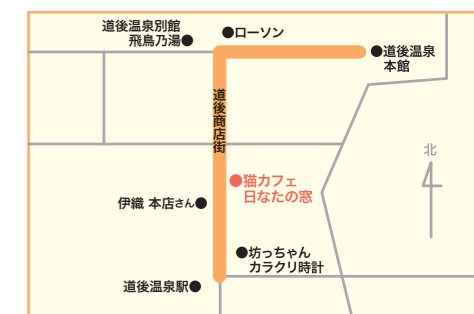 道後温泉別館
飛鳥乃湯●
●ローソン
●道後温泉
本館
道後商店街
北
●猫カフェ
日なたの窓
伊織 本店さん●
●坊っちゃん
カラクリ時計
道後温泉駅●